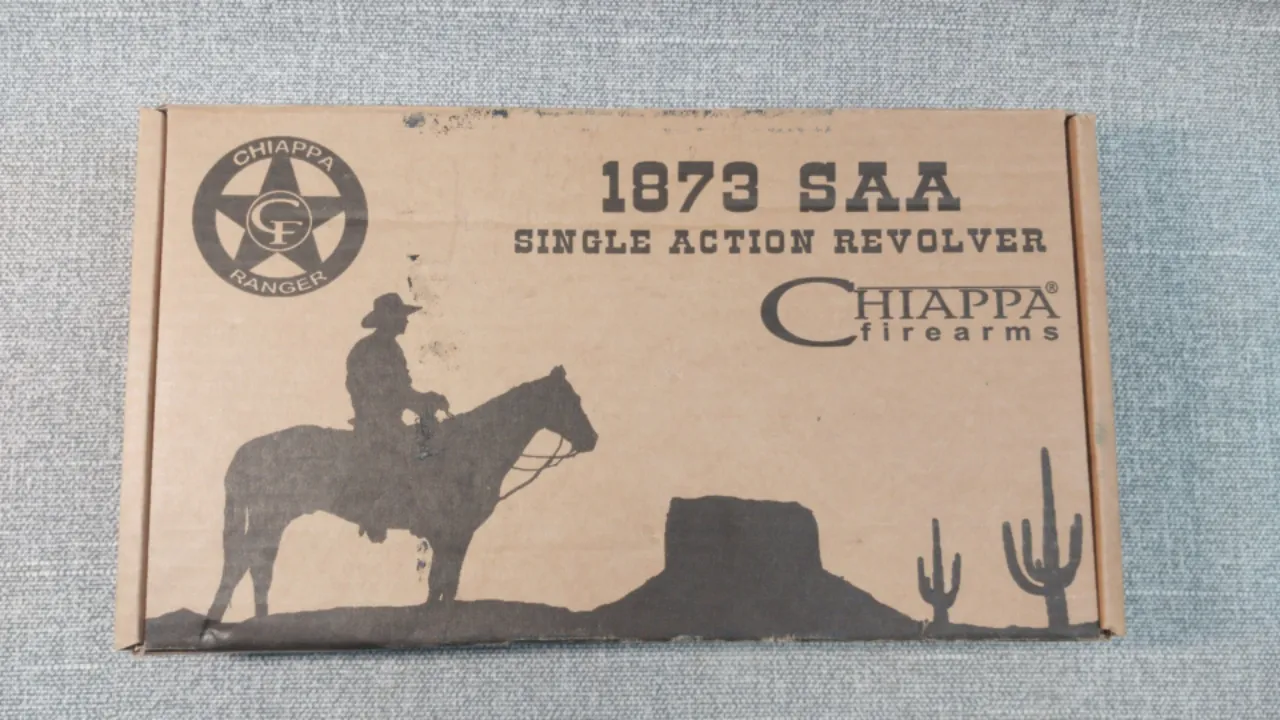 CHIAPPA
CF
RANGER
1873 SAA
SINGLE ACTION REVOLVER
CHIAPPA®
firearms